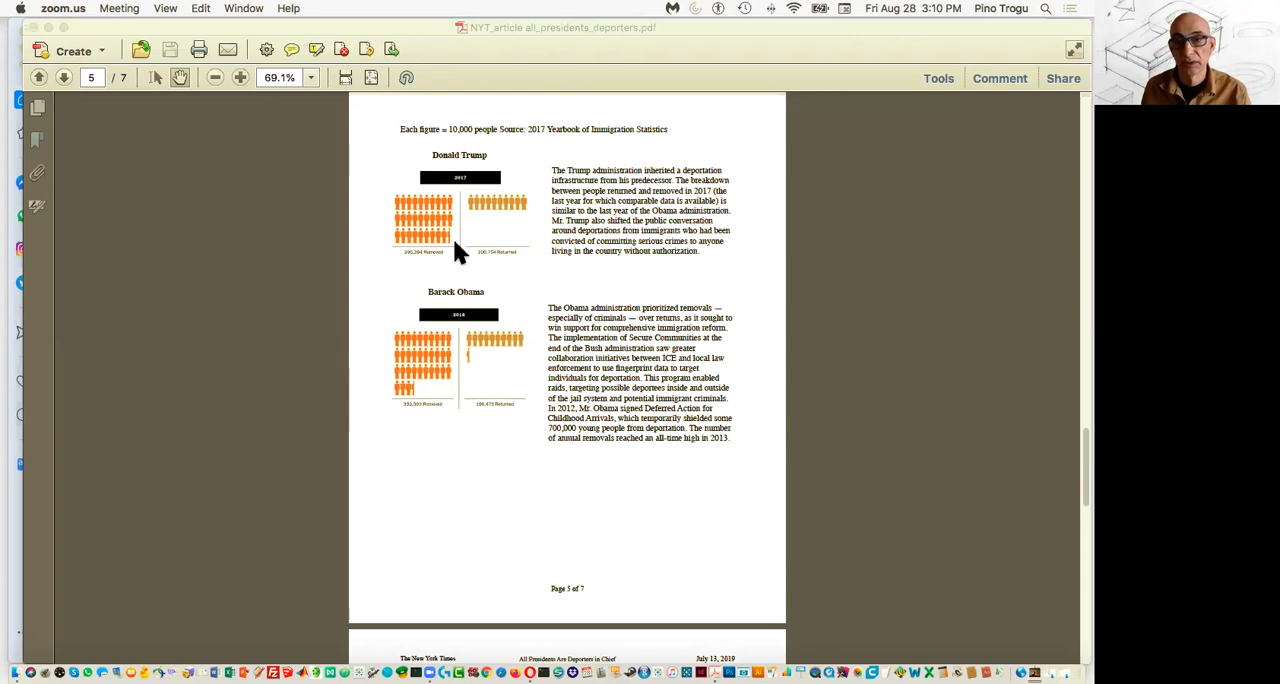 zoom.us Meeting View Edit Window Help Fri Aug 28 3:10 PM Pino Trogu
NYT_article all_presidents_deporters.pdf
Create
5 / 7 69.1% Tools Comment Share
Each figure = 10,000 people Source: 2017 Yearbook of Immigration Statistics
Donald Trump
2017
Removed
100,754 Returned
The Trump administration inherited a deportation
infrastructure from his predecessor. The breakdown
between people returned and removed in 2017 (the
last year for which comparable data is available) is
similar to the last year of the Obama administration.
Mr. Trump also shifted the public conversation
around deportations from immigrants who had been
convicted of committing serious crimes to anyone
living in the country without authorization.
Barack Obama
2016
Removed
Returned
The Obama administration prioritized removals —
especially of criminals — over returns, as it sought to
win support for comprehensive immigration reform.
The implementation of Secure Communities at the
end of the Bush administration saw greater
collaboration initiatives between ICE and local law
enforcement to use fingerprint data to target
individuals for deportation. This program enabled
raids, targeting possible deportees inside and outside
of the jail system and potential immigrant criminals.
In 2012, Mr. Obama signed Deferred Action for
Childhood Arrivals, which temporarily shielded some
700,000 young people from deportation. The number
of annual removals reached an all-time high in 2013.
Page 5 of 7
The New York Times All Presidents Are Deporters in Chief July 13, 2019